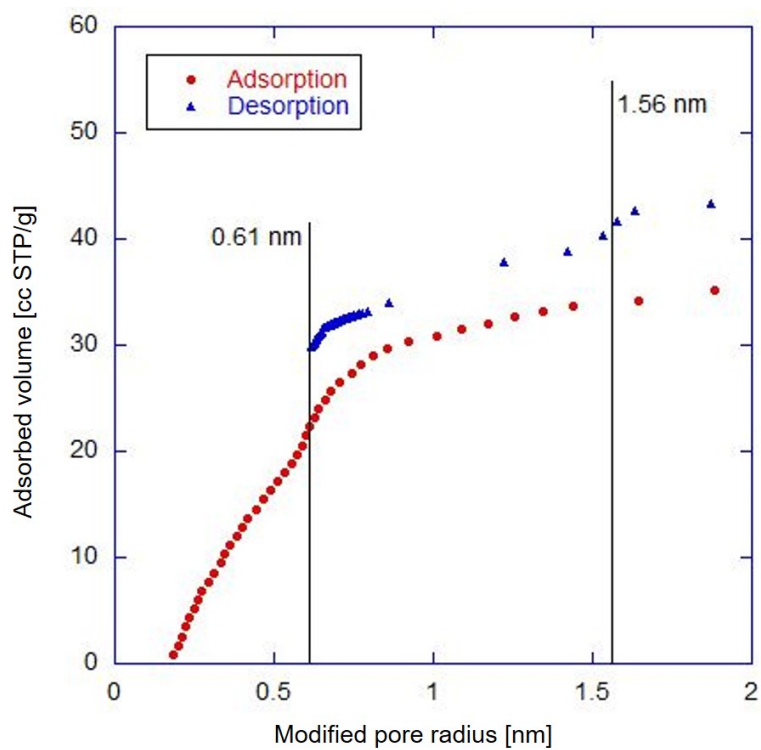 60
Adsorption
Desorption
1.56 nm
50
0.61 nm
40
Adsorbed volume [cc STP/g]
30
20
10
0
0 0.5 1 1.5 2
Modified pore radius [nm]